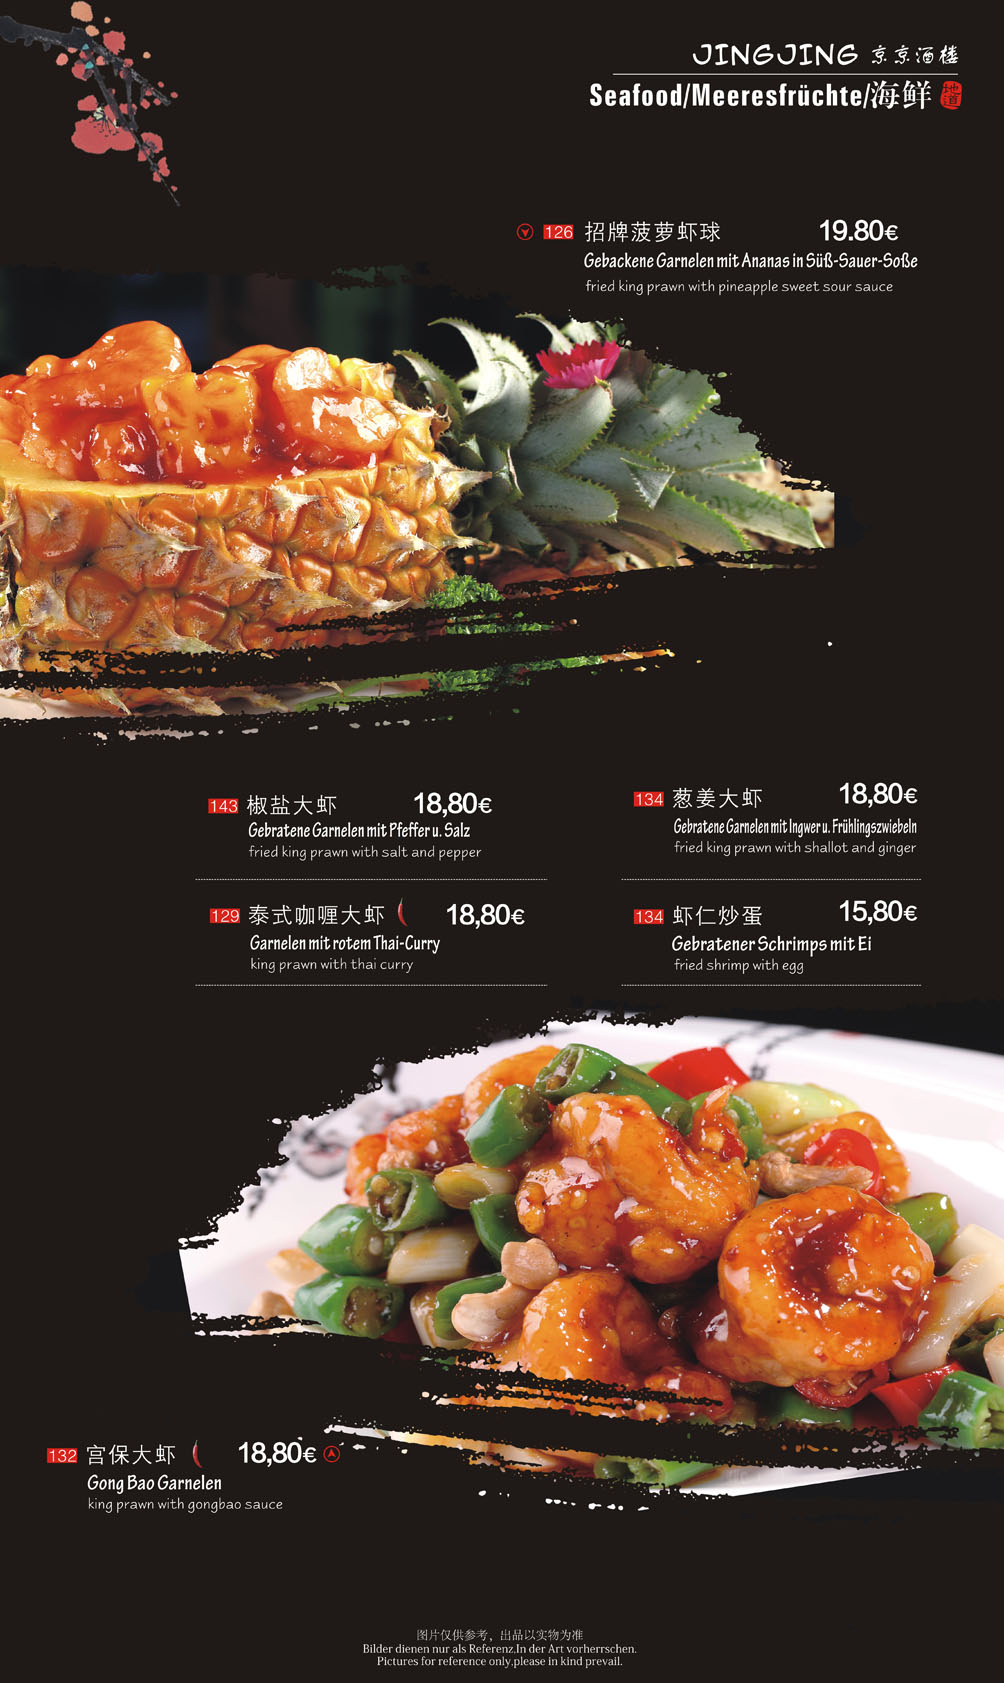 JINGJING 京京酒楼
Seafood/Meeresfrüchte/海鲜 地道
126 招牌菠萝虾球 19.80€
Gebackene Garnelen mit Ananas in Süß-Sauer-Soße
fried king prawn with pineapple sweet sour sauce
143 椒盐大虾 18,80€
Gebratene Garnelen mit Pfeffer u. Salz
fried king prawn with salt and pepper
134 葱姜大虾 18,80€
Gebratene Garnelen mit Ingwer u. Frühlingszwiebeln
fried king prawn with shallot and ginger
129 泰式咖喱大虾 18,80€
Garnelen mit rotem Thai-Curry
king prawn with thai curry
134 虾仁炒蛋 15,80€
Gebratener Schrimps mit Ei
fried shrimp with egg
132 宫保大虾 18,80€
Gong Bao Garnelen
king prawn with gongbao sauce
图片仅供参考，出品以实物为准
Bilder dienen nur als Referenz.In der Art vorherrschen.
Pictures for reference only,please in kind prevail.